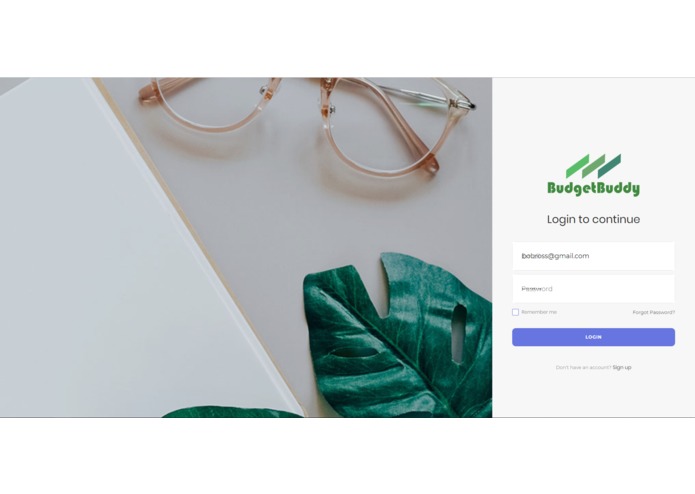 BudgetBuddy
Login to continue
bobross@gmail.com
Password
Remember me
Forgot Password?
LOGIN
Don't have an account? Sign up